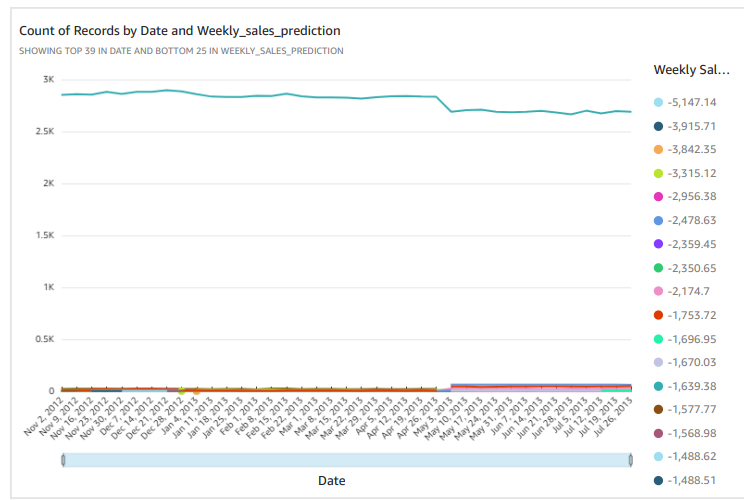 Count of Records by Date and Weekly_sales_prediction
SHOWING TOP 39 IN DATE AND BOTTOM 25 IN WEEKLY_SALES_PREDICTION
Weekly Sal...
3K
2.5K
2K
1.5K
1K
0.5K
0
-5,147.14
-3,915.71
-3,842.35
-3,315.12
-2,956.38
-2,478.63
-2,359.45
-2,350.65
-2,174.7
-1,753.72
-1,696.95
-1,670.03
-1,639.38
-1,577.77
-1,568.98
-1,488.62
-1,488.51
Nov 2, 2012
Nov 9, 2012
Nov 16, 2012
Nov 23, 2012
Nov 30, 2012
Dec 7, 2012
Dec 14, 2012
Dec 21, 2012
Dec 28, 2012
Jan 4, 2013
Jan 11, 2013
Jan 18, 2013
Jan 25, 2013
Feb 1, 2013
Feb 8, 2013
Feb 15, 2013
Feb 22, 2013
Mar 1, 2013
Mar 8, 2013
Mar 15, 2013
Mar 22, 2013
Mar 29, 2013
Apr 5, 2013
Apr 12, 2013
Apr 19, 2013
Apr 26, 2013
May 3, 2013
May 10, 2013
May 17, 2013
May 24, 2013
May 31, 2013
Jun 7, 2013
Jun 14, 2013
Jun 21, 2013
Jun 28, 2013
Jul 5, 2013
Jul 12, 2013
Jul 19, 2013
Jul 26, 2013
Date